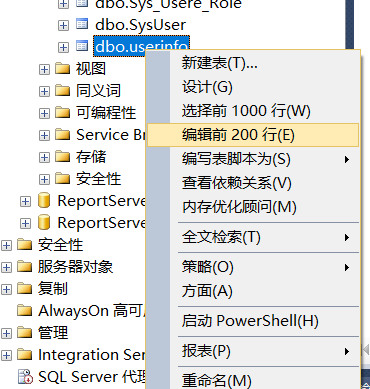 dbo.Sys_Usere_Role
dbo.SysUser
dbo.userinfo
视图
同义词
可编程性
Service Br
存储
安全性
ReportServe
ReportServe
安全性
服务器对象
复制
AlwaysOn 高可
管理
Integration Ser
SQL Server 代理
新建表(T)...
设计(G)
选择前 1000 行(W)
编辑前 200 行(E)
编写表脚本为(S)
查看依赖关系(V)
内存优化顾问(M)
全文检索(T)
策略(O)
方面(A)
启动 PowerShell(H)
报表(P)
重命名(M)